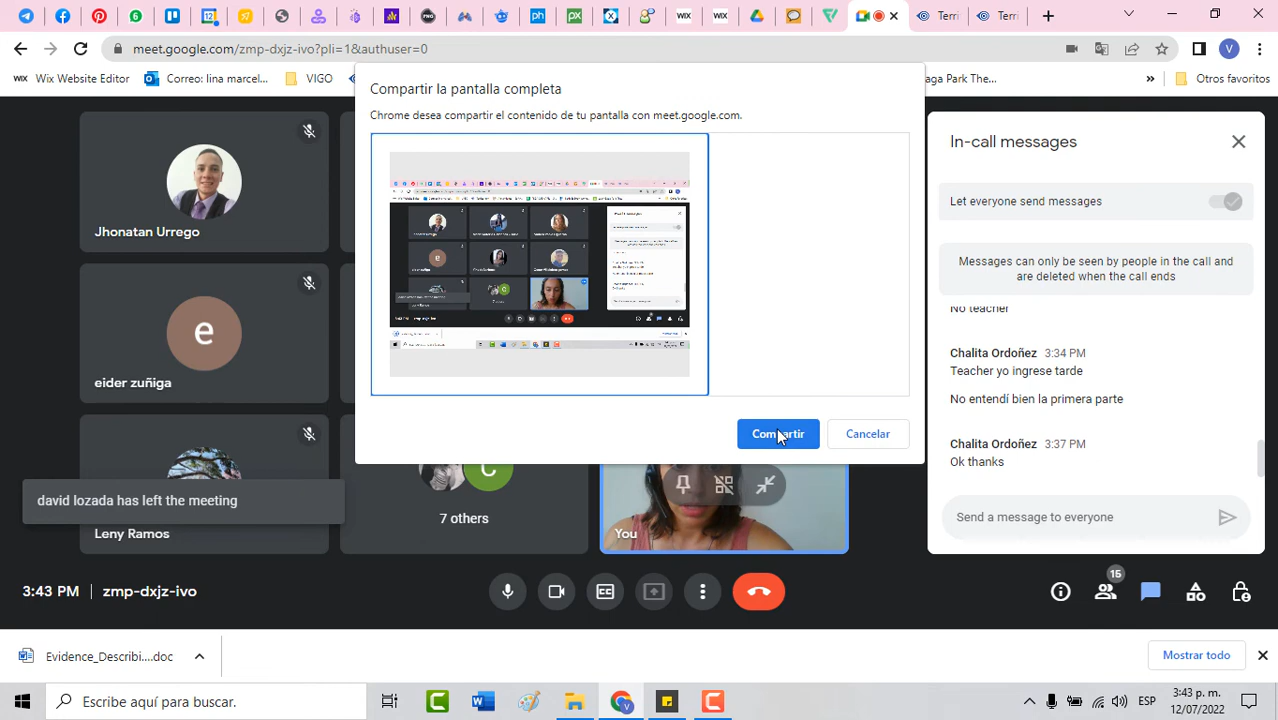 Terri
Terri
meet.google.com/zmp-dxjz-ivo?pli=1&authuser=0
V
WIX Wix Website Editor
Correo: lina marcel...
VIGO
aga Park The...
»
Otros favoritos
Compartir la pantalla completa
Chrome desea compartir el contenido de tu pantalla con meet.google.com.
Compartir
Cancelar
Jhonatan Urrego
e
eider zuñiga
david lozada has left the meeting
Leny Ramos
C
7 others
You
In-call messages
Let everyone send messages
Messages can only be seen by people in the call and
are deleted when the call ends
No teacher
Chalita Ordoñez 3:34 PM
Teacher yo ingrese tarde
No entendí bien la primera parte
Chalita Ordoñez 3:37 PM
Ok thanks
Send a message to everyone
3:43 PM | zmp-dxjz-ivo
15
Evidence_Describi....doc
Mostrar todo
Escribe aquí para buscar.
ESP
3:43 p. m.
12/07/2022